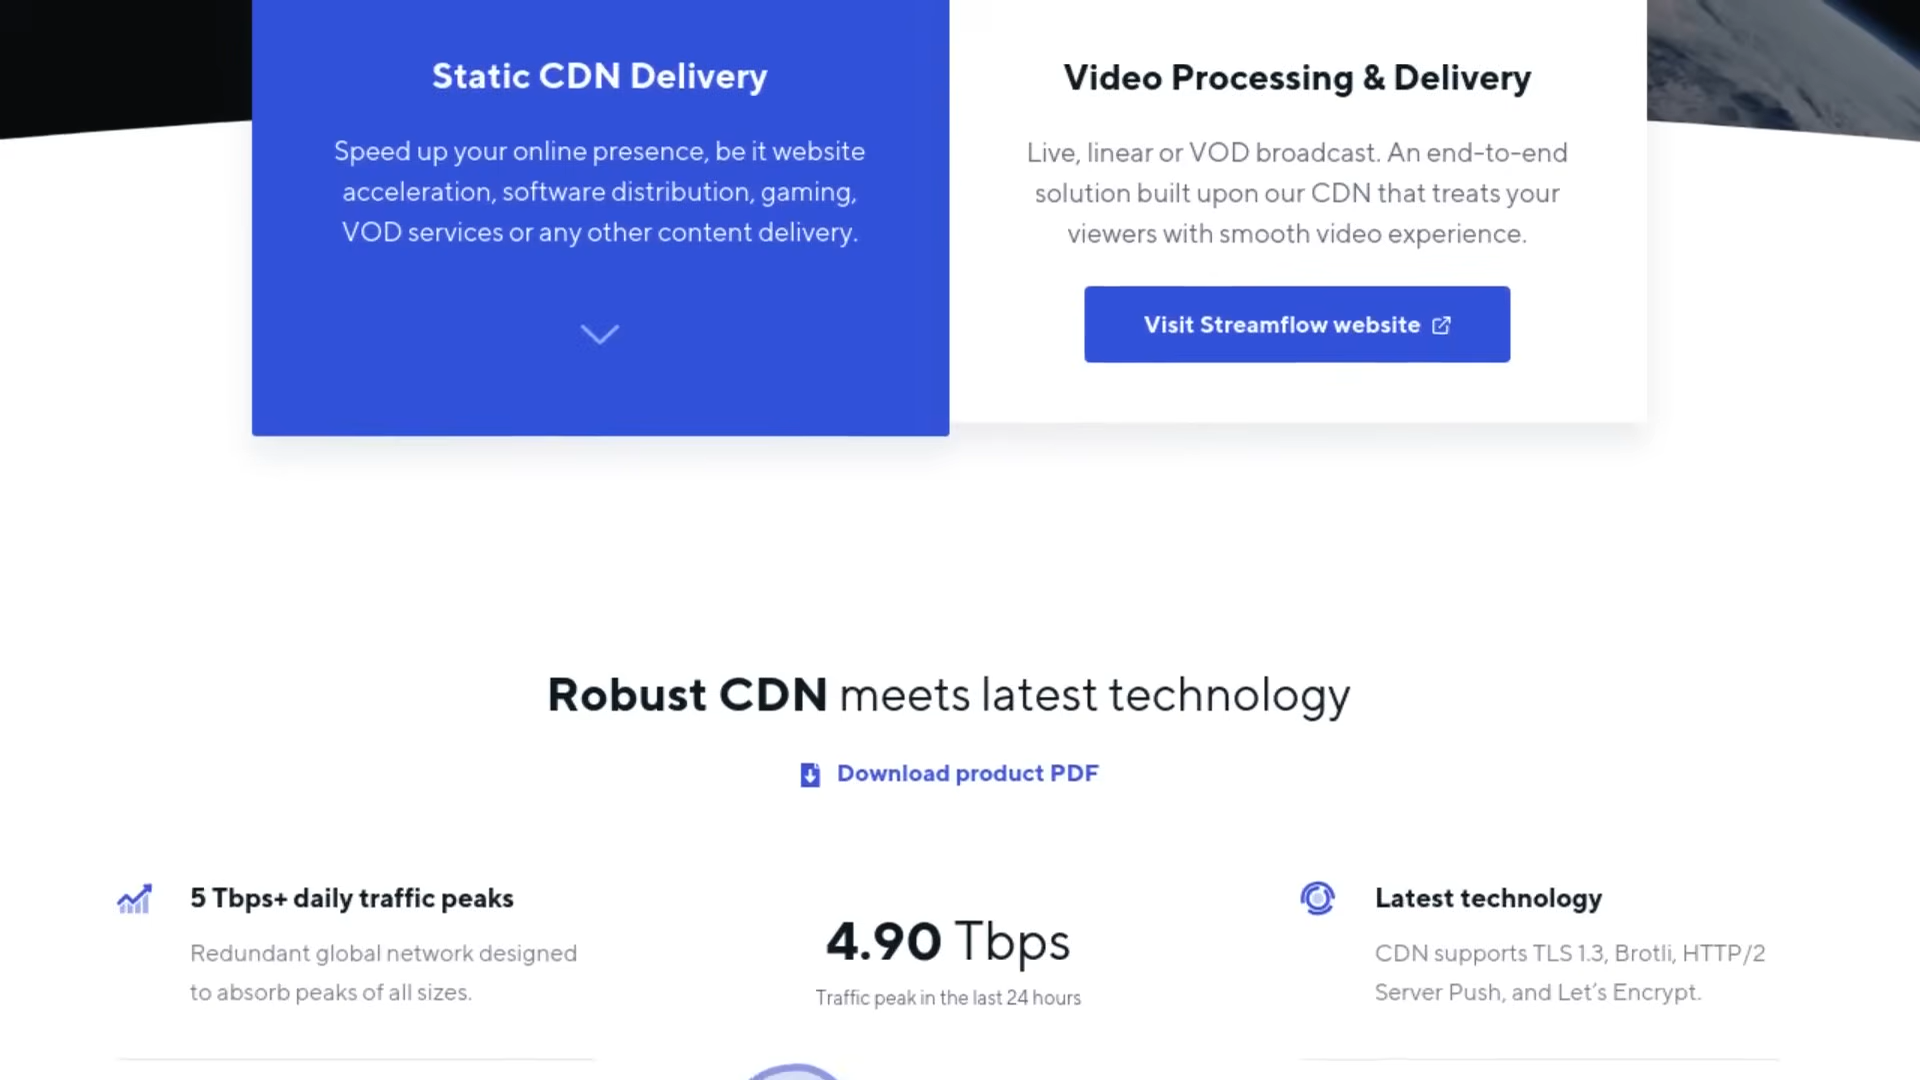 Static CDN Delivery
Speed up your online presence, be it website
acceleration, software distribution, gaming,
VOD services or any other content delivery.
Video Processing & Delivery
Live, linear or VOD broadcast. An end-to-end
solution built upon our CDN that treats your
viewers with smooth video experience.
Visit Streamflow website
Robust CDN meets latest technology
Download product PDF
5 Tbps+ daily traffic peaks
Redundant global network designed
to absorb peaks of all sizes.
4.90 Tbps
Traffic peak in the last 24 hours
Latest technology
CDN supports TLS 1.3, Brotli, HTTP/2
Server Push, and Let's Encrypt.